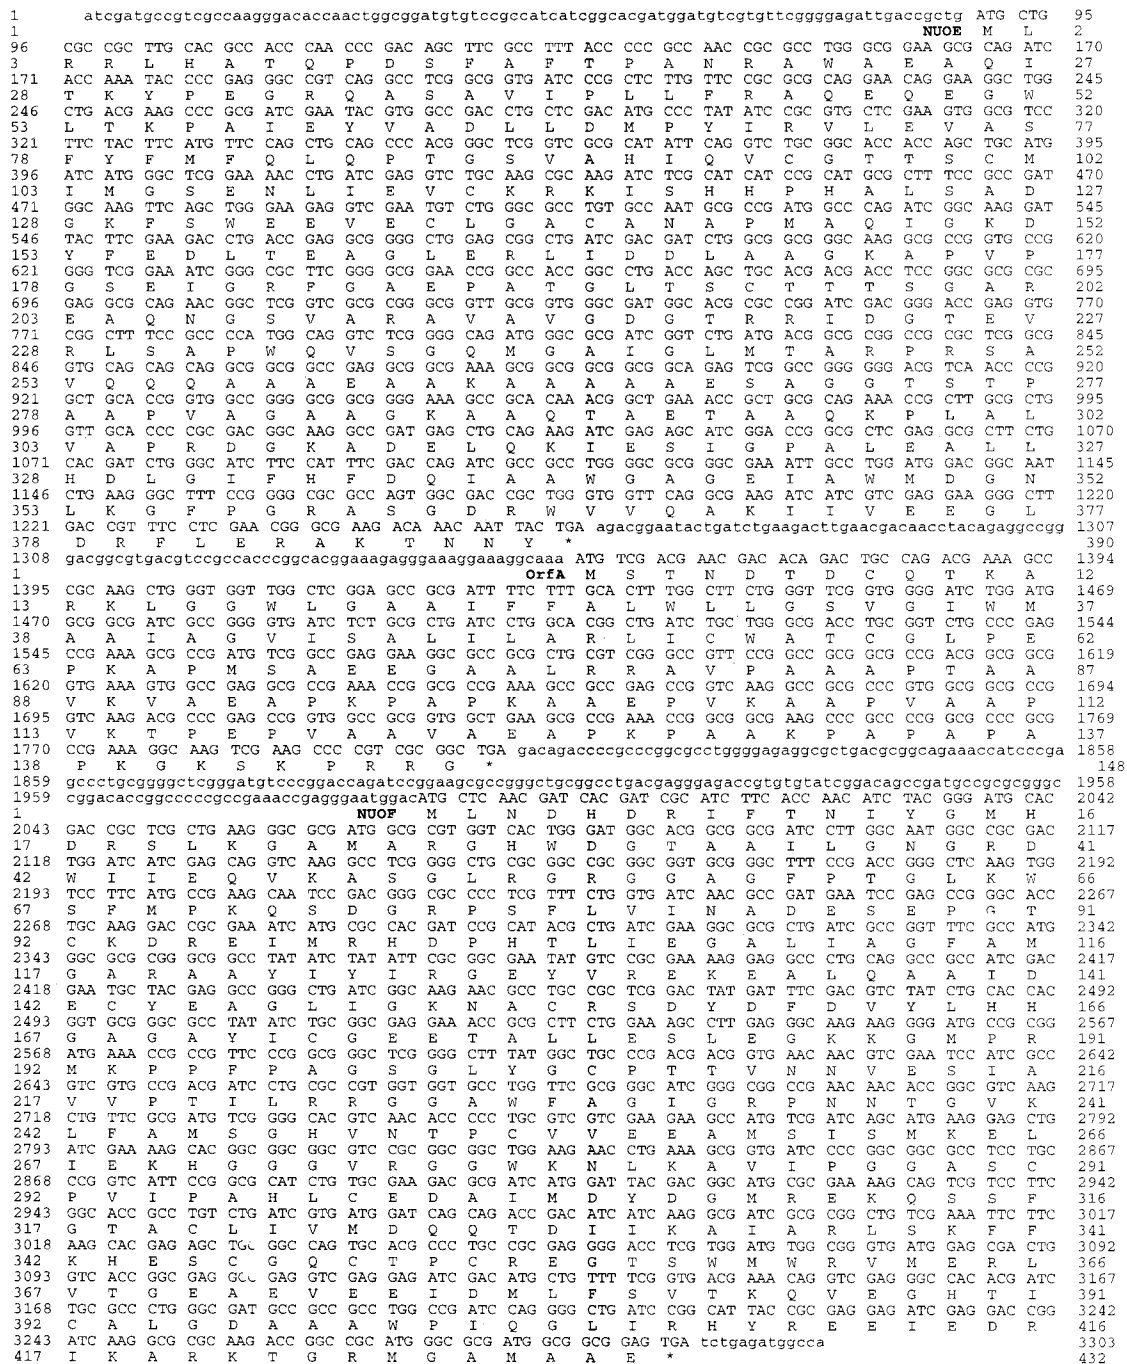 1 atcgatgccgtcgccaagggacaccaactggcggatgtgtccgccatcatcggcacgatggatgtcgtgttcggggagattgaccgctg ATG CTG 95
1 NUOE M L 2
96 CGC CGC TTG CAC GCC ACC CAA CCC GAC AGC TTC GCC TTT ACC CCC GCC AAC CGC GCC TGG GCG GAA GCG CAG ATC 170
3 R R L H A T Q P D S F A F T P A N R A W A E A Q I 27
171 ACC AAA TAC CCC GAG GGC CGT CAG GCC TCG GCG GTG ATC CCG CTC TTG TTC CGC GCG CAG GAA CAG GAA GGC TGG 245
28 T K Y P E G R Q A S A V I P L L F R A Q E Q E G W 52
246 CTG ACG AAG CCC GCG ATC GAA TAC GTG GCC GAC CTG CTC GAC ATG CCC TAT ATC CGC GTG CTC GAA GTG GCG TCC 320
53 L T K P A I E Y V A D L L D M P Y I R V L E V A S 77
321 TTC TAC TTC ATG TTC CAG CTG CAG CCC ACG GGC TCG GTC GCG CAT ATT CAG GTC TGC GGC ACC ACC AGC TGC ATG 395
78 F Y F M F Q L Q P T G S V A H I Q V C G T T S C M 102
396 ATC ATG GGC TCG GAA AAC CTG ATC GAG GTC TGC AAG CGC AAG ATC TCG CAT CAT CCG CAT GCG CTT TCC GCC GAT 470
103 I M G S E N L I E V C K R K I S H H P H A L S A D 127
471 GGC AAG TTC AGC TGG GAA GAG GTC GAA TGT CTG GGC GCC TGT GCC AAT GCG CCG ATG GCC CAG ATC GGC AAG GAT 545
128 G K F S W E E V E C L G A C A N A P M A Q I G K D 152
546 TAC TTC GAA GAC CTG ACC GAG GCG GGG CTG GAG CGG CTG ATC GAC GAT CTG GCG GCG GGC AAG GCG CCG GTG CCG 620
153 Y F E D L T E A G L E R L I D D L A A G K A P V P 177
621 GGG TCG GAA ATC GGG CGC TTC GGG GCG GAA CCG GCC ACC GGC CTG ACC AGC TGC ACG ACG ACC TCC GGC GCG CGC 695
178 G S E I G R F G A E P A T G L T S C T T T S G A R 202
696 GAG GCG CAG AAC GGC TCG GTC GCG CGG GCG GTT GCG GTG GGC GAT GGC ACG CGC CGG ATC GAC GGG ACC GAG GTG 770
203 E A Q N G S V A R A V A V G D G T R R I D G T E V 227
771 CGG CTT TCC GCC CCA TGG CAG GTC TCG GGG CAG ATG GGC GCG ATC GGT CTG ATG ACG GCG CGG CCG CGC TCG GCG 845
228 R L S A P W Q V S G Q M G A I G L M T A R P R S A 252
846 GTG CAG CAG CAG GCG GCG GCC GAG GCG GCG AAA GCG GCG GCG GCG GCA GAG TCG GCC GGG GGG ACG TCA ACC CCG 920
253 V Q Q Q A A A E A A K A A A A A E S A G G T S T P 277
921 GCT GCA CCG GTG GCC GGG GCG GCG GGG AAA GCC GCA CAA ACG GCT GAA ACC GCT GCG CAG AAA CCG CTT GCG CTG 995
278 A A P V A G A A G K A A Q T A E T A A Q K P L A L 302
996 GTT GCA CCC CGC GAC GGC AAG GCC GAT GAG CTG CAG AAG ATC GAG AGC ATC GGA CCG GCG CTC GAG GCG CTT CTG 1070
303 V A P R D G K A D E L Q K I E S I G P A L E A L L 327
1071 CAC GAT CTG GGC ATC TTC CAT TTC GAC CAG ATC GCC GCC TGG GGC GCG GGC GAA ATT GCC TGG ATG GAC GGC AAT 1145
328 H D L G I F H F D Q I A A W G A G E I A W M D G N 352
1146 CTG AAG GGC TTT CCG GGG CGC GCC AGT GGC GAC CGC TGG GTG GTT CAG GCG AAG ATC ATC GTC GAG GAA GGG CTT 1220
353 L K G F P G R A S G D R W V V Q A K I I V E E G L 377
1221 GAC CGT TTC CTC GAA CGG GCG AAG ACA AAC AAT TAC TGA agacggaatactgatctgaagacttgaacgacaacctacagaggccgg 1307
378 D R F L E R A K T N N Y * 390
1308 gacggcgtgacgtccgccacccggcacggaaagagggaaaggaaaggcaaaa ATG TCG ACG AAC GAC ACA GAC TGC CAG ACG AAA GCC 1394
1 OrfA M S T N D T D C Q T K A 12
1395 CGC AAG CTG GGT GGT TGG CTC GGA GCC GCG ATT TTC TTT GCA CTT TGG CTT CTG GGT TCG GTG GGG ATC TGG ATG 1469
13 R K L G G W L G A A I F F A L W L L G S V G I W M 37
1470 GCG GCG ATC GCC GGG GTG ATC TCT GCG CTG ATC CTG GCA CGG CTG ATC TGC TGG GCG ACC TGC GGT CTG CCC GAG 1544
38 A A I A G V I S A L I L A R L I C W A T C G L P E 62
1545 CCG AAA GCG CCG ATG TCG GCC GAG GAA GGC GCC GCG CTG CGT CGG GCC GTT CCG GCC GCG GCG CCG ACG GCG GCG 1619
63 P K A P M S A E E G A A L R R A V P A A A P T A A 87
1620 GTG AAA GTG GCC GAG GCG CCG AAA CCG GCG CCG AAA GCC GCC GAG CCG GTC AAG GCC GCG CCC GTG GCG GCG CCG 1694
88 V K V A E A P K P A P K A A E P V K A A P V A A P 112
1695 GTC AAG ACG CCC GAG CCG GTG GCC GCG GTG GCT GAA GCG CCG AAA CCG GCG GCG AAG CCC GCC CCG GCG CCC GCG 1769
113 V K T P E P V A A V A E A P K P A A K P A P A P A 137
1770 CCG AAA GGC AAG TCG AAG CCC CGT CGC GGC TGA gacagaccccgcccggcgcctggggagaggcgctgacgcggcagaaaccatcccga 1858
138 P K G K S K P R R G * 148
1859 gccctgcggggctcgggatgtcccggaccagatccggaagcgccgggctgcggcctgacgagggagaccgtgtgtatcggacagccgatgccgcgcgggc 1958
1959 cggacaccggcccccgccgaaaccgagggaatggacATG CTC AAC GAT CAC GAT CGC ATC TTC ACC AAC ATC TAC GGG ATG CAC 2042
1 NUOF M L N D H D R I F T N I Y G M H 16
2043 GAC CGC TCG CTG AAG GGC GCG ATG GCG CGT GGT CAC TGG GAT GGC ACG GCG GCG ATC CTT GGC AAT GGC CGC GAC 2117
17 D R S L K G A M A R G H W D G T A A I L G N G R D 41
2118 TGG ATC ATC GAG CAG GTC AAG GCC TCG GGG CTG CGC GGC CGC GGC GGT GCG GGC TTT CCG ACC GGG CTC AAG TGG 2192
42 W I I E Q V K A S G L R G R G G A G F P T G L K W 66
2193 TCC TTC ATG CCG AAG CAA TCC GAC GGG CGC CCC TCG TTT CTG GTG ATC AAC GCC GAT GAA TCC GAG CCG GGC ACC 2267
67 S F M P K Q S D G R P S F L V I N A D E S E P G T 91
2268 TGC AAG GAC CGC GAA ATC ATG CGC CAC GAT CCG CAT ACG CTG ATC GAA GGC GCG CTG ATC GCC GGT TTC GCC ATG 2342
92 C K D R E I M R H D P H T L I E G A L I A G F A M 116
2343 GGC GCG CGG GCG GCC TAT ATC TAT ATT CGC GGC GAA TAT GTC CGC GAA AAG GAG GCC CTG CAG GCC GCC ATC GAC 2417
117 G A R A A Y I Y I R G E Y V R E K E A L Q A A I D 141
2418 GAA TGC TAC GAG GCC GGG CTG ATC GGC AAG AAC GCC TGC CGC TCG GAC TAT GAT TTC GAC GTC TAT CTG CAC CAC 2492
142 E C Y E A G L I G K N A C R S D Y D F D V Y L H H 166
2493 GGT GCG GGC GCC TAT ATC TGC GGC GAG GAA ACC GCG CTT CTG GAA AGC CTT GAG GGC AAG AAG GGG ATG CCG CGG 2567
167 G A G A Y I C G E E T A L L E S L E G K K G M P R 191
2568 ATG AAA CCG CCG TTC CCG GCG GGC TCG GGG CTT TAT GGC TGC CCG ACG ACG GTG AAC AAC GTC GAA TCC ATC GCC 2642
192 M K P P F P A G S G L Y G C P T T V N N V E S I A 216
2643 GTC GTG CCG ACG ATC CTG CGC CGT GGT GGT GCC TGG TTC GCG GGC ATC GGG CGG CCG AAC AAC ACC GGC GTC AAG 2717
217 V V P T I L R R G G A W F A G I G R P N N T G V K 241
2718 CTG TTC GCG ATG TCG GGG CAC GTC AAC ACC CCC TGC GTC GTC GAA GAA GCC ATG TCG ATC AGC ATG AAG GAG CTG 2792
242 L F A M S G H V N T P C V V E E A M S I S M K E L 266
2793 ATC GAA AAG CAC GGC GGC GGC GTC CGC GGC GGC TGG AAG AAC CTG AAA GCG GTG ATC CCC GGC GGC GCC TCC TGC 2867
267 I E K H G G G V R G G W K N L K A V I P G G A S C 291
2868 CCG GTC ATT CCG GCG CAT CTG TGC GAA GAC GCG ATC ATG GAT TAC GAC GGC ATG CGC GAA AAG CAG TCG TCC TTC 2942
292 P V I P A H L C E D A I M D Y D G M R E K Q S S F 316
2943 GGC ACC GCC TGT CTG ATC GTG ATG GAT CAG CAG ACC GAC ATC ATC AAG GCG ATC GCG CGG CTG TCG AAA TTC TTC 3017
317 G T A C L I V M D Q Q T D I I K A I A R L S K F F 341
3018 AAG CAC GAG AGC GGC CAG TGC ACG CCC TGC CGC GAG GGG ACC TCG TGG ATG TGG CGG GTG ATG GAG CGA CTG 3092
342 K H E S C G Q C T P C R E G T S W M W R V M E R L 366
3093 GTC ACC GGC GAG GAG GTC GAG GAG ATC GAC ATG CTG TTT TCG GTG ACG AAA CAG GTC GAG GGC CAC ACG ATC 3167
367 V T G E A E V E E I D M L F S V T K Q V E G H T I 391
3168 TGC GCC CTG GGC GAT GCC GCC GCC TGG CCG ATC CAG GGG CTG ATC CGG CAT TAC CGC GAG GAG ATC GAG GAC CGG 3242
392 C A L G D A A A W P I Q G L I R H Y R E E I E D R 416
3243 ATC AAG GCG CGC AAG ACC GGC CGC ATG GGC GCG ATG GCG GCG GAG TGA tctgagatggcca 3303
417 I K A R K T G R M G A M A A E * 432